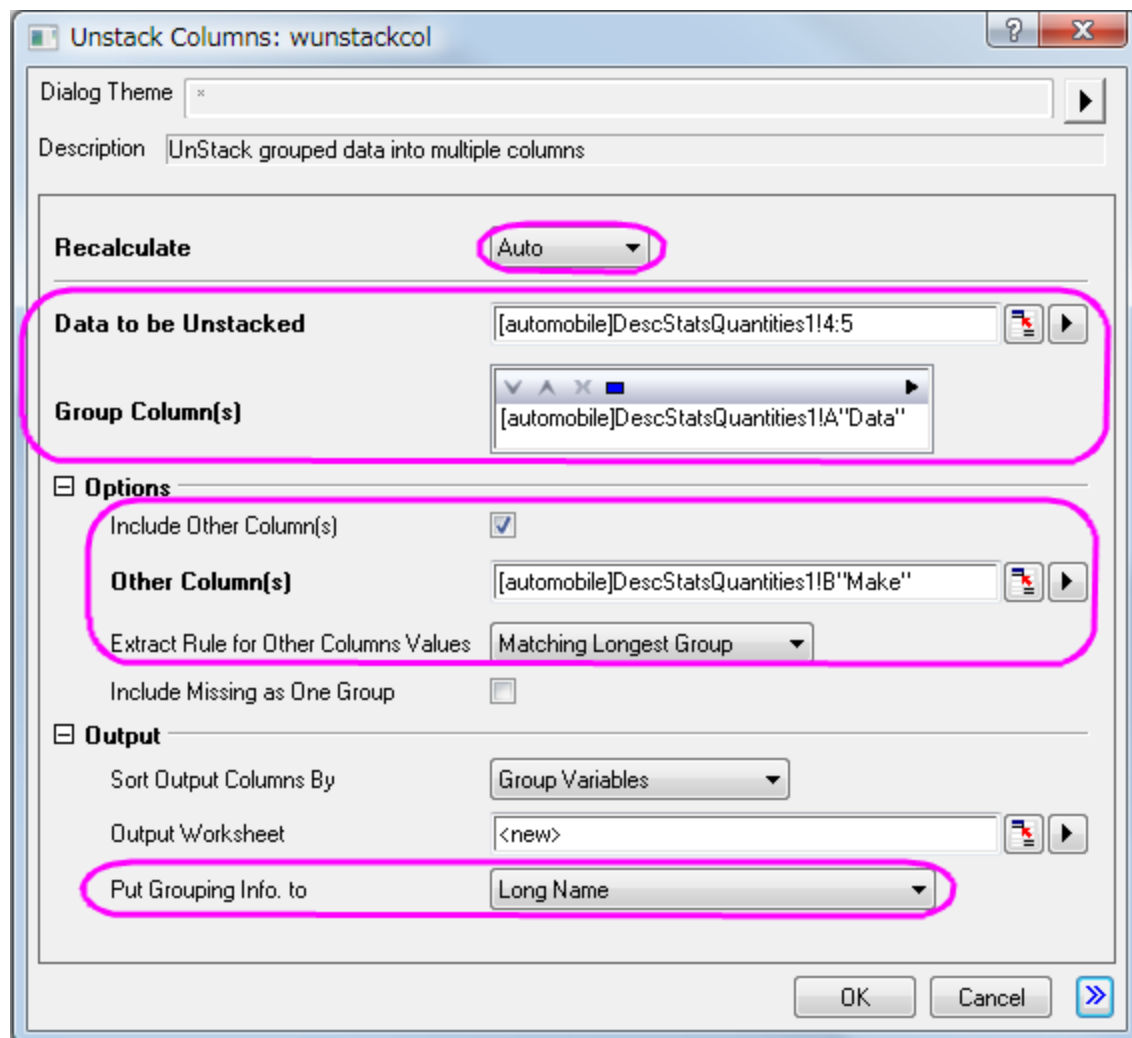 Unstack Columns: wunstackcol
Dialog Theme *
Description UnStack grouped data into multiple columns
Recalculate Auto
Data to be Unstacked [automobile]DescStatsQuantities1!4:5
Group Column(s) [automobile]DescStatsQuantities1!A"Data"
Options
Include Other Column(s)
Other Column(s) [automobile]DescStatsQuantities1!B"Make"
Extract Rule for Other Columns Values Matching Longest Group
Include Missing as One Group
Output
Sort Output Columns By Group Variables
Output Worksheet <new>
Put Grouping Info. to Long Name
OK Cancel